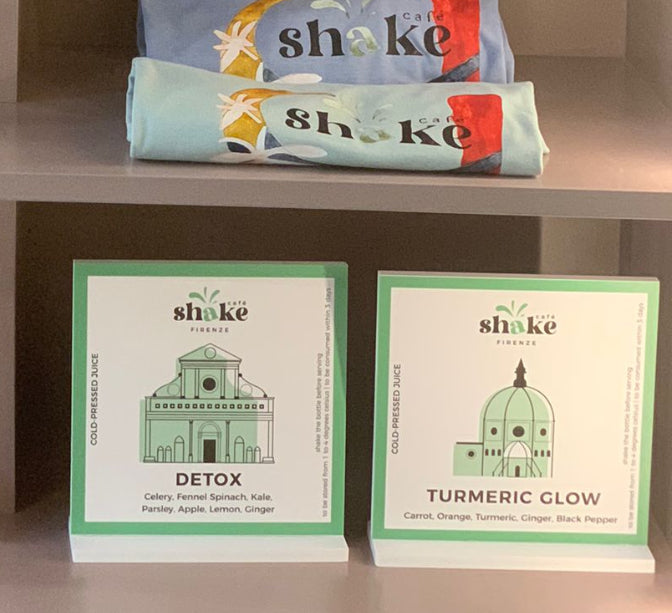 café
shake
café
shake
café
shake
FIRENZE
COLD-PRESSED JUICE
DETOX
Celery, Fennel Spinach, Kale,
Parsley, Apple, Lemon, Ginger
shake the bottle before serving
to be stored from 1 to 4 degrees celsius | to be consumed within 3 days
café
shake
FIRENZE
COLD-PRESSED JUICE
TURMERIC GLOW
Carrot, Orange, Turmeric, Ginger, Black Pepper
shake the bottle before serving
to be stored from 1 to 4 degrees celsius | to be consumed within 3 days